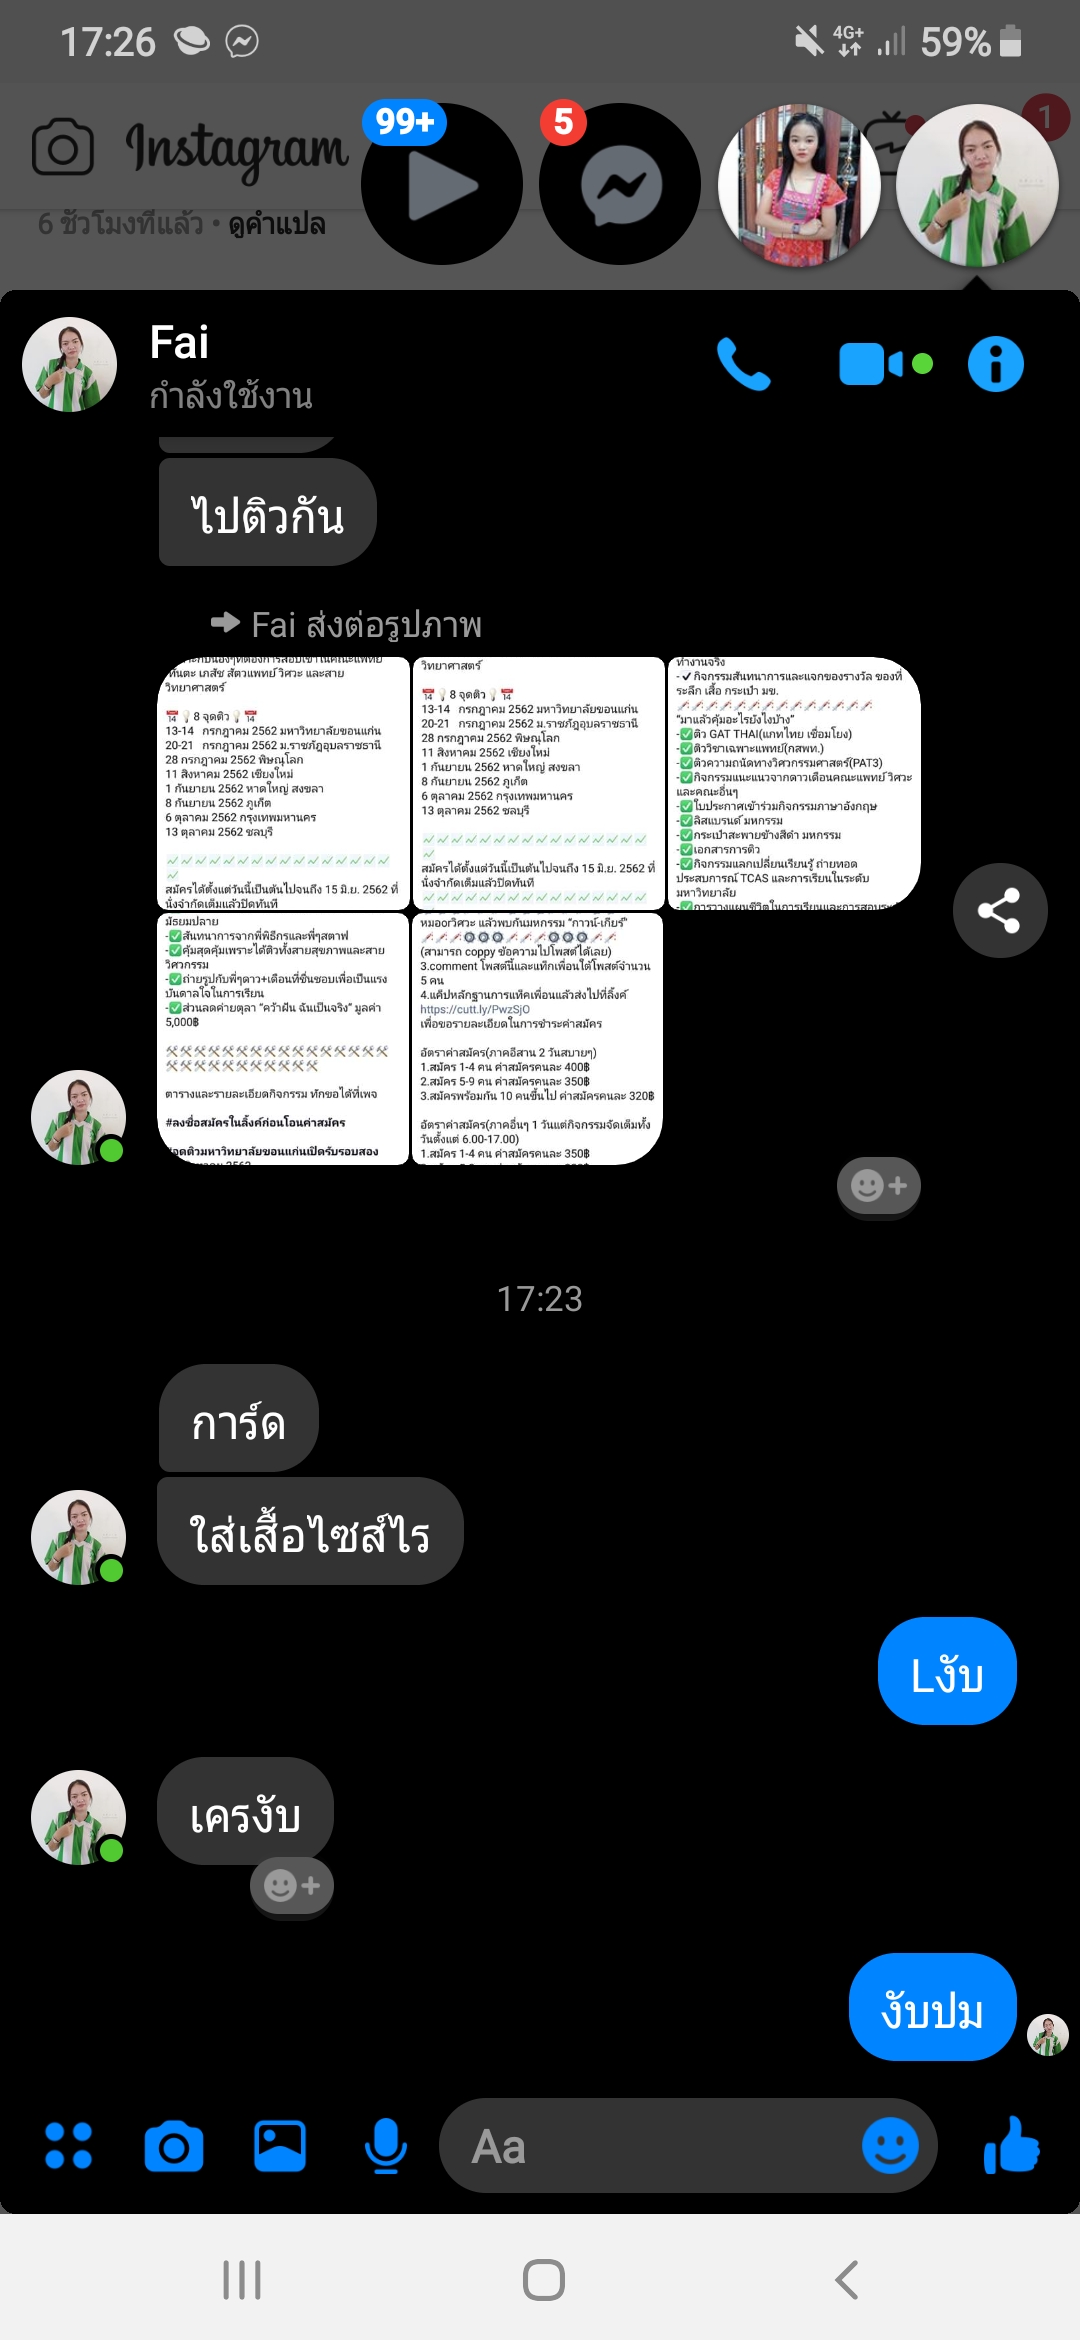 17:26
4G+
59%
Instagram
99+
5
1
6 ชั่วโมงที่แล้ว • ดูคำแปล
Fai
กำลังใช้งาน
ไปติวกัน
Fai ส่งต่อรูปภาพ
ทันตะ เภสัช สัตวแพทย์ วิศวะ และสาย
วิทยาศาสตร์
8 จุดติว
13-14 กรกฎาคม 2562 มหาวิทยาลัยขอนแก่น
20-21 กรกฎาคม 2562 ม.ราชภัฎอุบลราชธานี
28 กรกฎาคม 2562 พิษณุโลก
11 สิงหาคม 2562 เชียงใหม่
1 กันยายน 2562 หาดใหญ่ สงขลา
8 กันยายน 2562 ภูเก็ต
6 ตุลาคม 2562 กรุงเทพมหานคร
13 ตุลาคม 2562 ชลบุรี
สมัครได้ตั้งแต่วันนี้เป็นต้นไปจนถึง 15 มิ.ย. 2562 ที่
นั่งจำกัดเต็มแล้วปิดทันที
วิทยาศาสตร์
8 จุดติว
13-14 กรกฎาคม 2562 มหาวิทยาลัยขอนแก่น
20-21 กรกฎาคม 2562 ม.ราชภัฎอุบลราชธานี
28 กรกฎาคม 2562 พิษณุโลก
11 สิงหาคม 2562 เชียงใหม่
1 กันยายน 2562 หาดใหญ่ สงขลา
8 กันยายน 2562 ภูเก็ต
6 ตุลาคม 2562 กรุงเทพมหานคร
13 ตุลาคม 2562 ชลบุรี
สมัครได้ตั้งแต่วันนี้เป็นต้นไปจนถึง 15 มิ.ย. 2562 ที่
นั่งจำกัดเต็มแล้วปิดทันที
ทำงานจริง
-✔กิจกรรมสันทนาการและแจกของรางวัล ของที่
ระลึก เสื้อ กระเป๋า มข.
"มาแล้วคุ้มอะไรยังไงบ้าง"
-✅ติว GAT THAI(แกทไทย เชื่อมโยง)
-✅ติววิชาเฉพาะแพทย์(กสพท.)
-✅ติวความถนัดทางวิศวกรรมศาสตร์(PAT3)
-✅กิจกรรมแนะแนวจากดาวเดือนคณะแพทย์ วิศวะ
และคณะอื่นๆ
-✅ใบประกาศเข้าร่วมกิจกรรมภาษาอังกฤษ
-✅ลิสแบรนด์ มหกรรม
-✅กระเป๋าสะพายข้างสีดำ มหกรรม
-✅เอกสารการติว
-✅กิจกรรมแลกเปลี่ยนเรียนรู้ ถ่ายทอด
ประสบการณ์ TCAS และการเรียนในระดับ
มหาวิทยาลัย
-✅การวางแผนชีวิตในการเรียนและการสอบระดับ
มัธยมปลาย
-✅สันทนาการจากพี่พิธีกรและพี่ๆสตาฟ
-✅คุ้มสุดคุ้มเพราะได้ติวทั้งสายสุขภาพและสาย
วิศวกรรม
-✅ถ่ายรูปกับพี่ๆดาว+เดือนที่ชื่นชอบเพื่อเป็นแรง
บันดาลใจในการเรียน
-✅ส่วนลดค่ายตุลา "คว้าฝัน ฉันเป็นจริง" มูลค่า
5,000฿
ตารางและรายละเอียดกิจกรรม ทักขอได้ที่เพจ
#ลงชื่อสมัครในลิ้งค์ก่อนโอนค่าสมัคร
#จุดติวมหาวิทยาลัยขอนแก่นเปิดรับรอบสอง
หมอorวิศวะ แล้วพบกันมหกรรม "กาวน์-เกียร์"
(สามารถ coppy ข้อความไปโพสต์ได้เลย)
3.comment โพสต์นี้และแท็กเพื่อนใต้โพสต์จำนวน
5 คน
4.แค็ปหลักฐานการแท็คเพื่อนแล้วส่งไปที่ลิ้งค์
https://cutt.ly/PwzSjO
เพื่อขอรายละเอียดในการชำระค่าสมัคร
อัตราค่าสมัคร(ภาคอีสาน 2 วันสบายๆ)
1.สมัคร 1-4 คน ค่าสมัครคนละ 400฿
2.สมัคร 5-9 คน ค่าสมัครคนละ 350฿
3.สมัครพร้อมกัน 10 คนขึ้นไป ค่าสมัครคนละ 320฿
อัตราค่าสมัคร(ภาคอื่นๆ 1 วันแต่กิจกรรมจัดเต็มทั้ง
วันตั้งแต่ 6.00-17.00)
1.สมัคร 1-4 คน ค่าสมัครคนละ 350฿
17:23
การ์ด
ใส่เสื้อไซส์ไร
Lงับ
เครงับ
งับปม
Aa